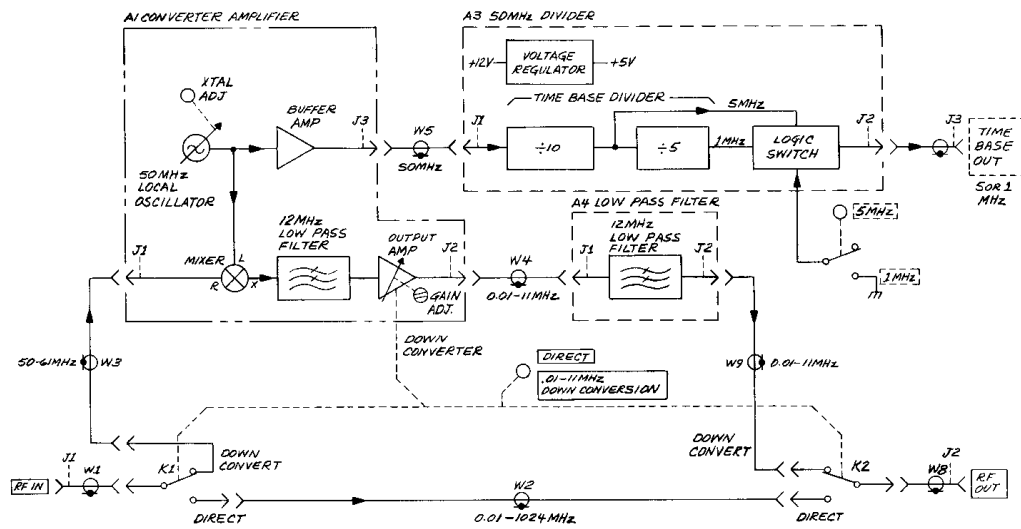 A1 CONVERTER AMPLIFIER
A3 50MHz DIVIDER
+12V
VOLTAGE
REGULATOR
+5V
XTAL
ADJ
BUFFER
AMP
J3
W5
50MHz
TIME BASE DIVIDER
5MHz
J1
÷10
÷5
1MHz
LOGIC
SWITCH
J2
J3
TIME
BASE
OUT
5 OR 1
MHz
50MHz
LOCAL
OSCILLATOR
A4 LOW PASS FILTER
5MHz
1MHz
J1
MIXER
L
R
X
12MHz
LOW PASS
FILTER
OUTPUT
AMP
J2
GAIN
ADJ.
W4
0.01-11MHz
J1
12MHz
LOW PASS
FILTER
J2
50-61MHz
W3
DOWN
CONVERTER
DIRECT
.01-11MHz
DOWN CONVERSION
W9
0.01-11MHz
RF IN
J1
W1
K1
DOWN
CONVERT
DIRECT
W2
0.01-1024MHz
DOWN
CONVERT
DIRECT
K2
W8
J2
RF
OUT